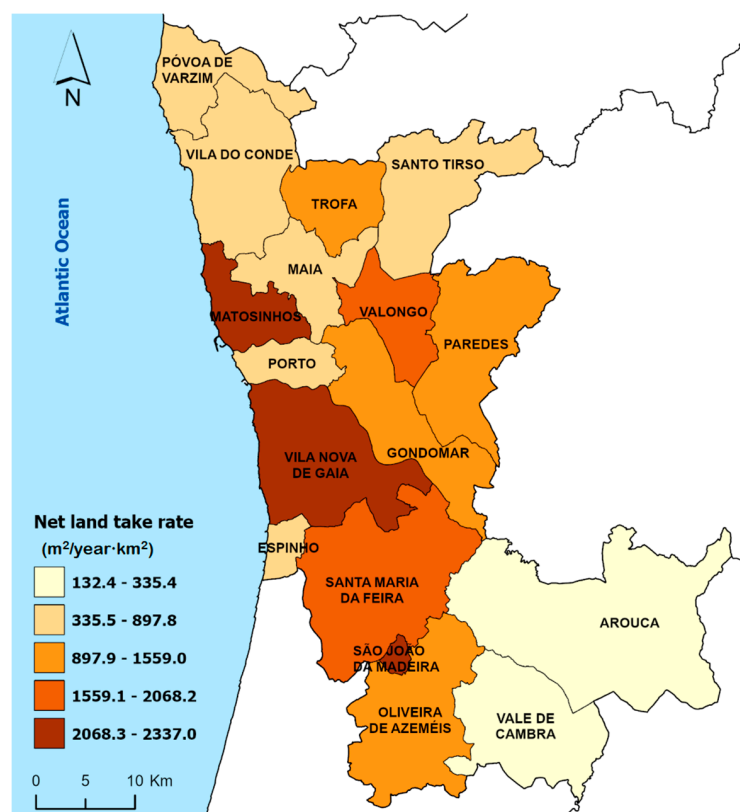 PÓVOA DE
VARZIM
N
VILA DO CONDE
SANTO TIRSO
TROFA
Atlantic Ocean
MAIA
MATOSINHOS
VALONGO
PAREDES
PORTO
GONDOMAR
VILA NOVA
DE GAIA
Net land take rate
(m²/year·km²)
ESPINHO
132.4 - 335.4
335.5 - 897.8
897.9 - 1559.0
1559.1 - 2068.2
2068.3 - 2337.0
SANTA MARIA
DA FEIRA
AROUCA
SÃO JOÃO
DA MADEIRA
OLIVEIRA
DE AZEMÉIS
VALE DE
CAMBRA
0 5 10 Km